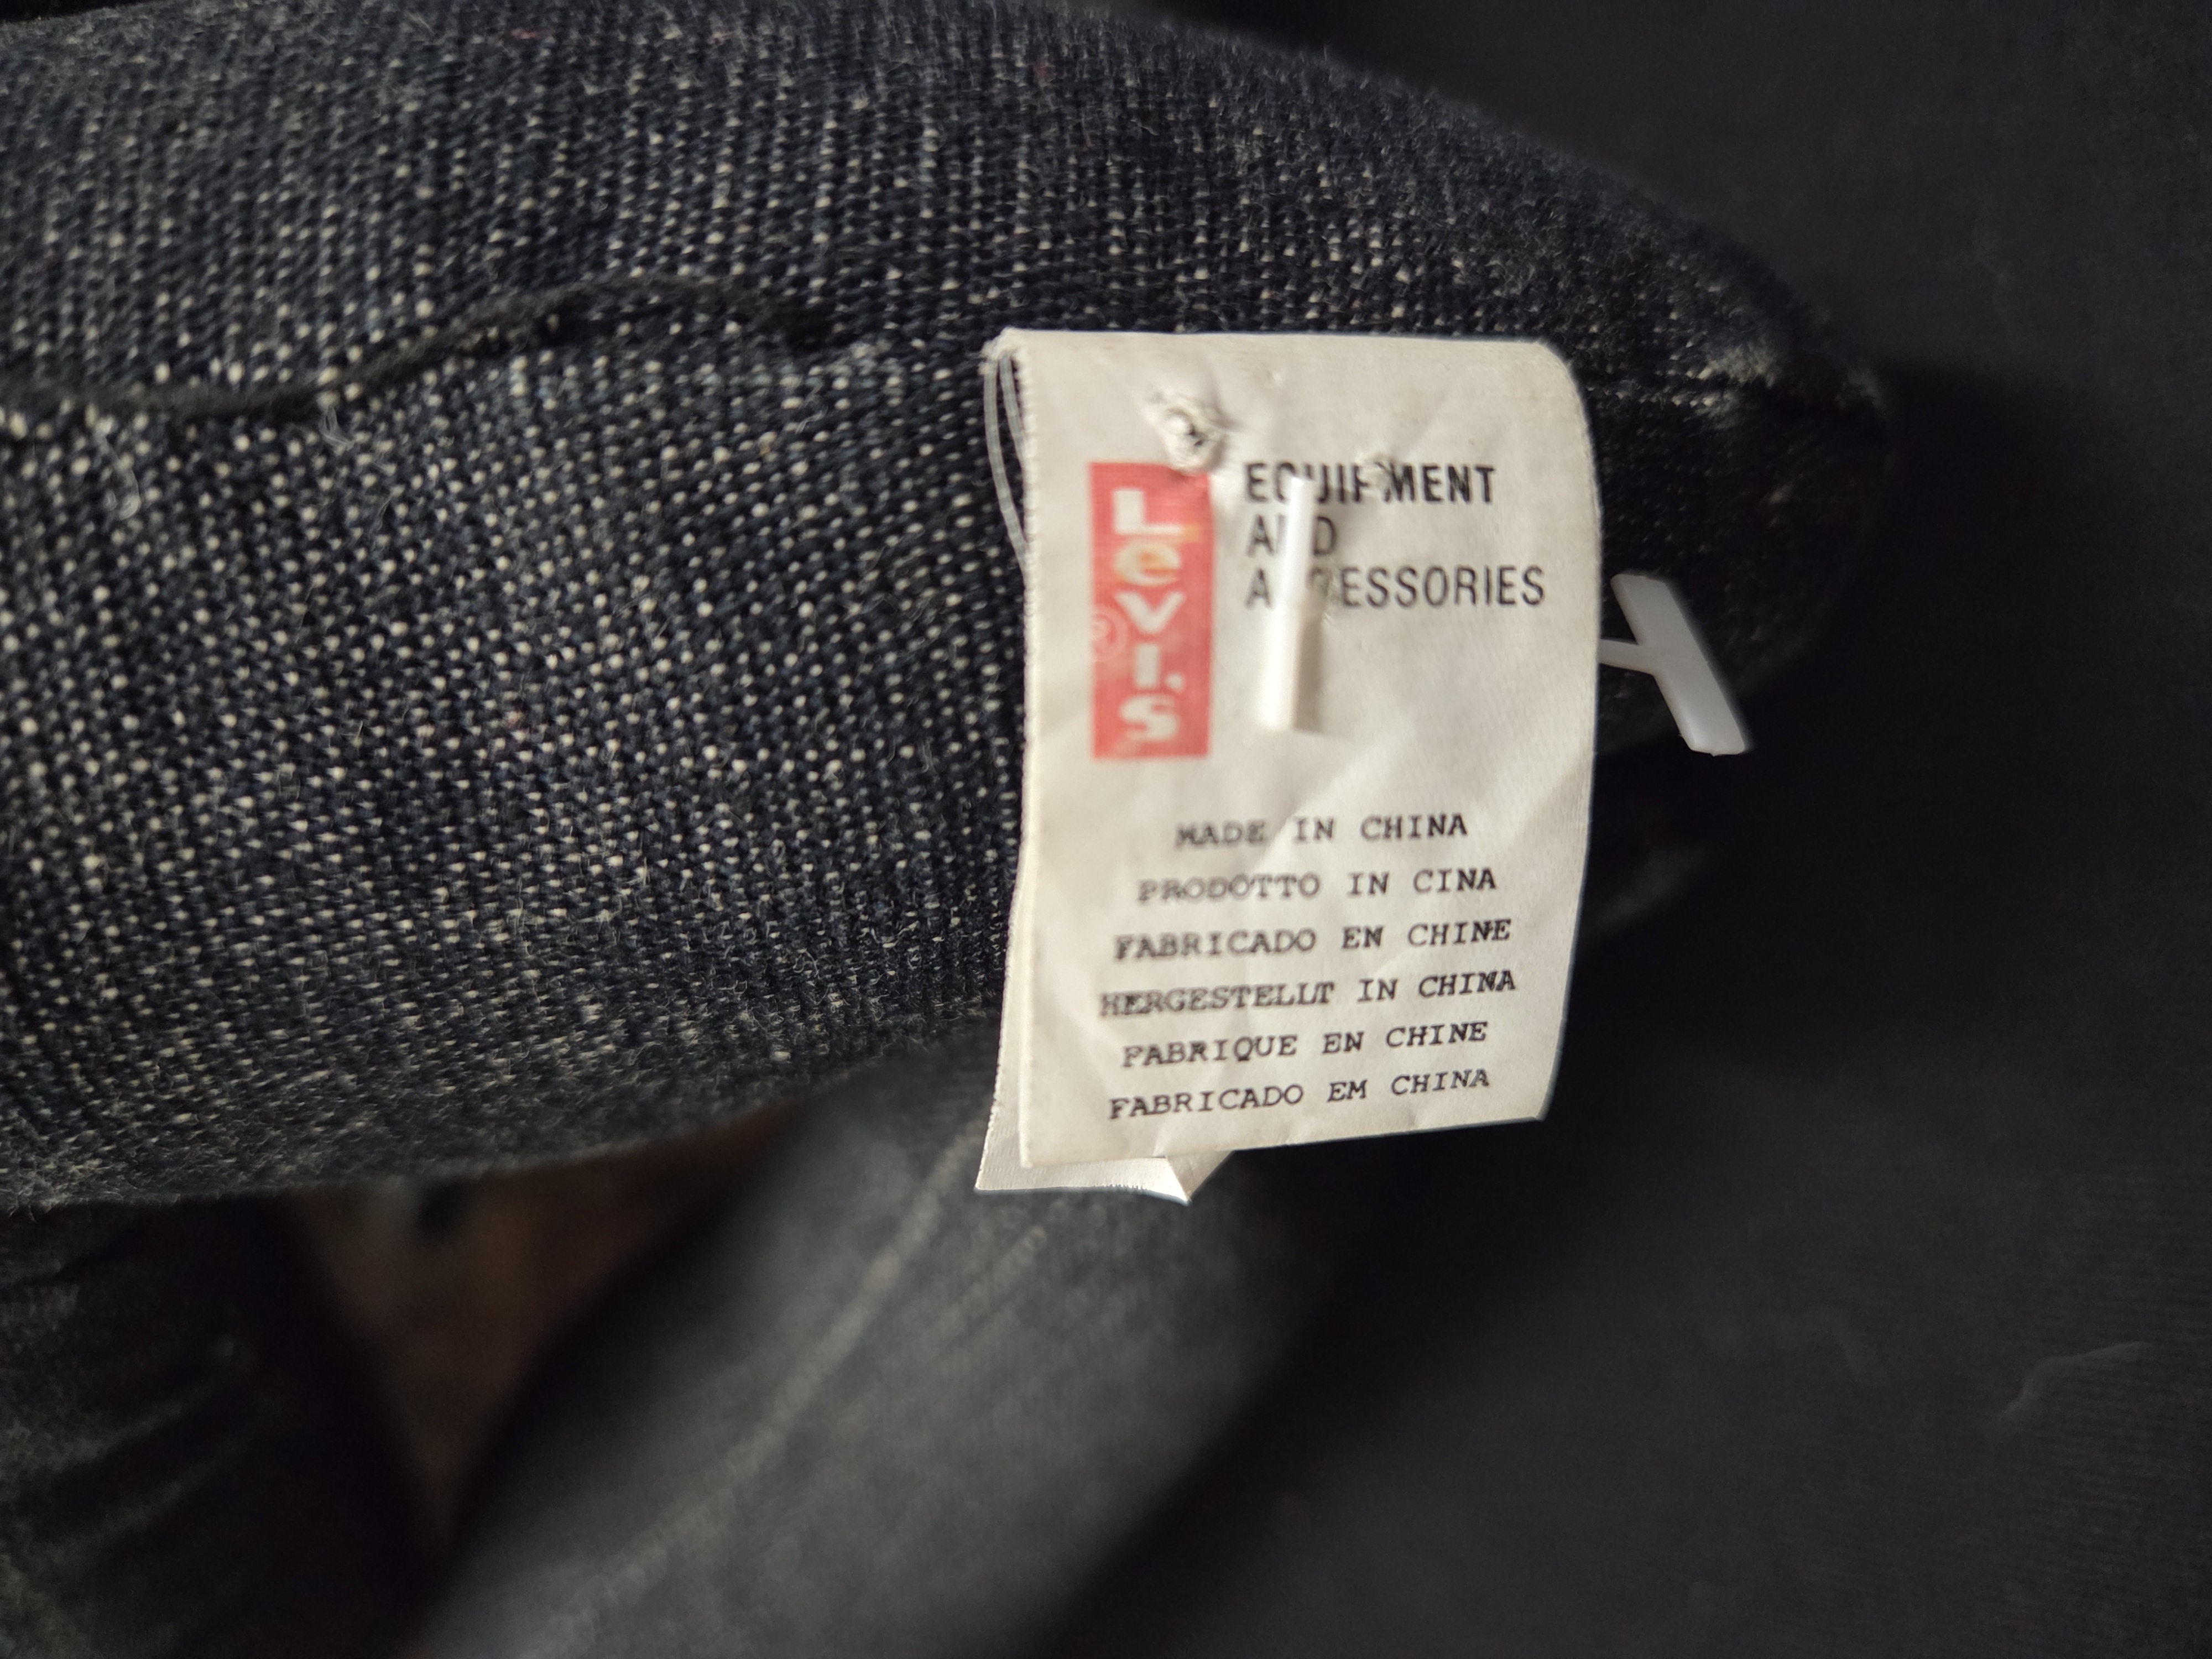 Levi's
®
EQUIPMENT
AND
ACCESSORIES
MADE IN CHINA
PRODOTTO IN CINA
FABRICADO EN CHINE
HERGESTELLT IN CHINA
FABRIQUE EN CHINE
FABRICADO EM CHINA